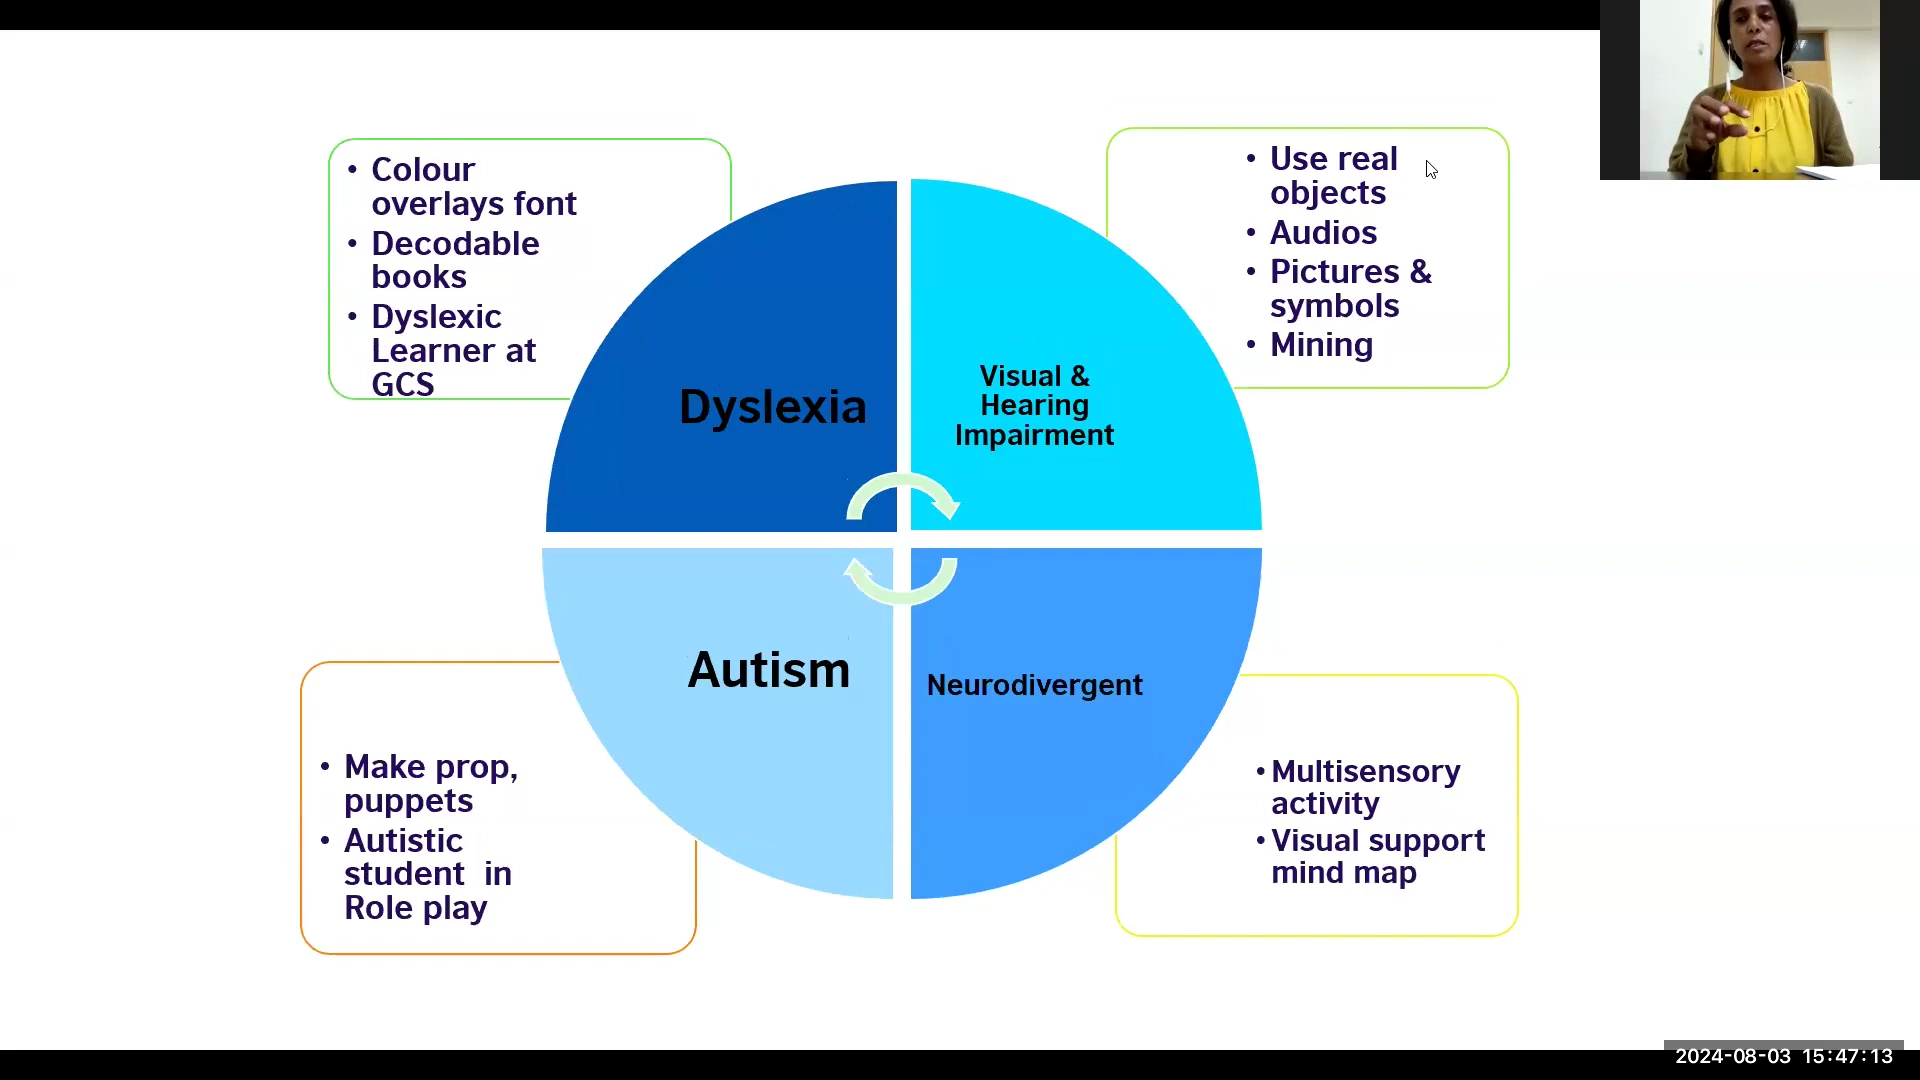 • Colour
overlays font
• Decodable
books
• Dyslexic
Learner at
GCS
• Use real
objects
• Audios
• Pictures &
symbols
• Mining
Dyslexia
Visual &
Hearing
Impairment
Autism
Neurodivergent
• Make prop,
puppets
• Autistic
student in
Role play
• Multisensory
activity
• Visual support
mind map
2024-08-03 15:47:13